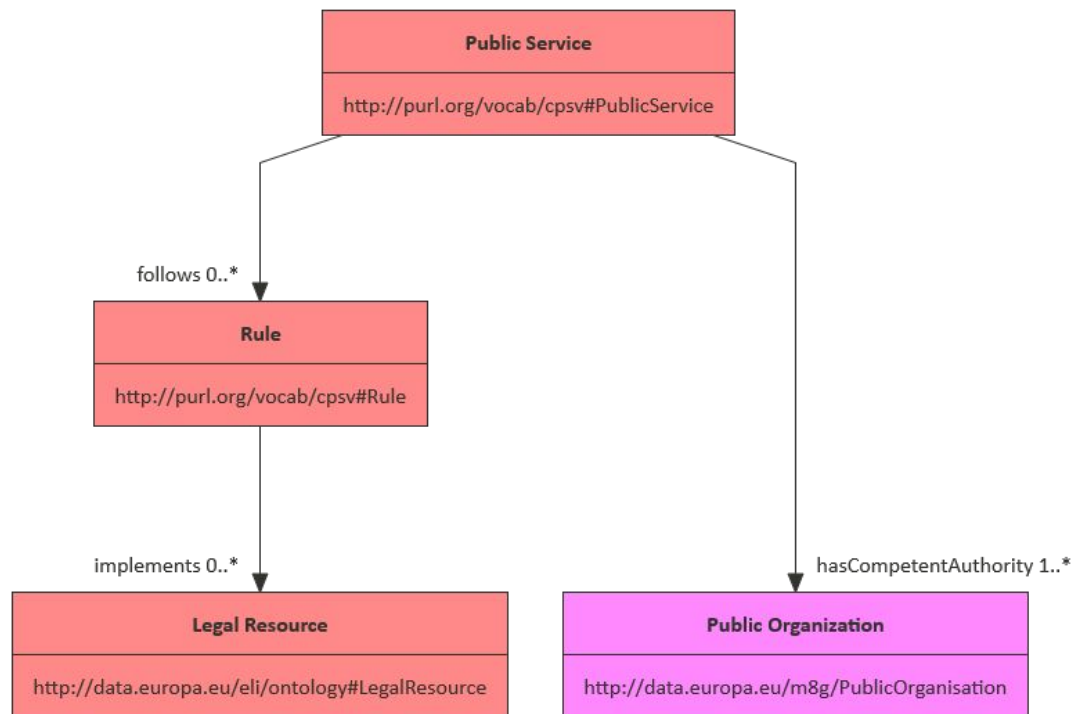 Public Service
http://purl.org/vocab/cpsv#PublicService
follows 0..*
Rule
http://purl.org/vocab/cpsv#Rule
implements 0..*
hasCompetentAuthority 1..*
Legal Resource
Public Organization
http://data.europa.eu/eli/ontology#LegalResource
http://data.europa.eu/m8g/PublicOrganisation